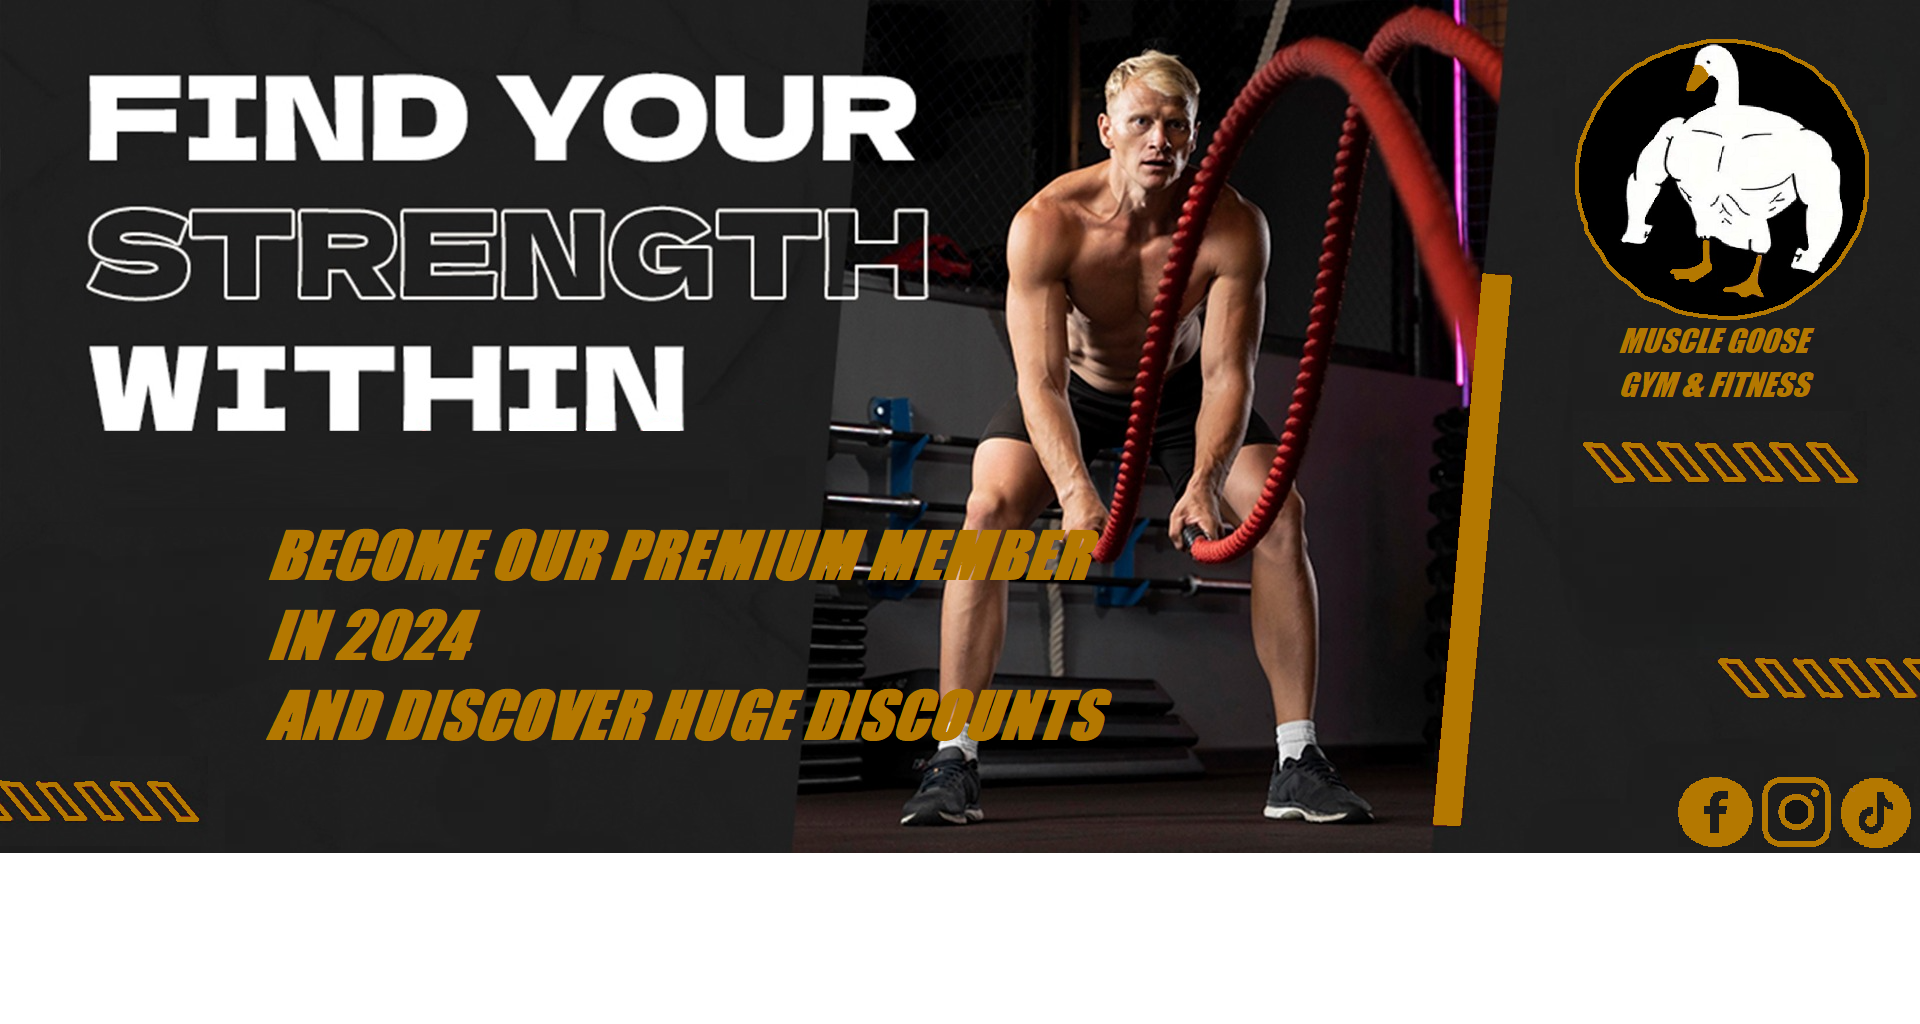 FIND YOUR
STRENGTH
WITHIN
BECOME OUR PREMIUM MEMBER
IN 2024
AND DISCOVER HUGE DISCOUNTS
MUSCLE GOOSE
GYM & FITNESS